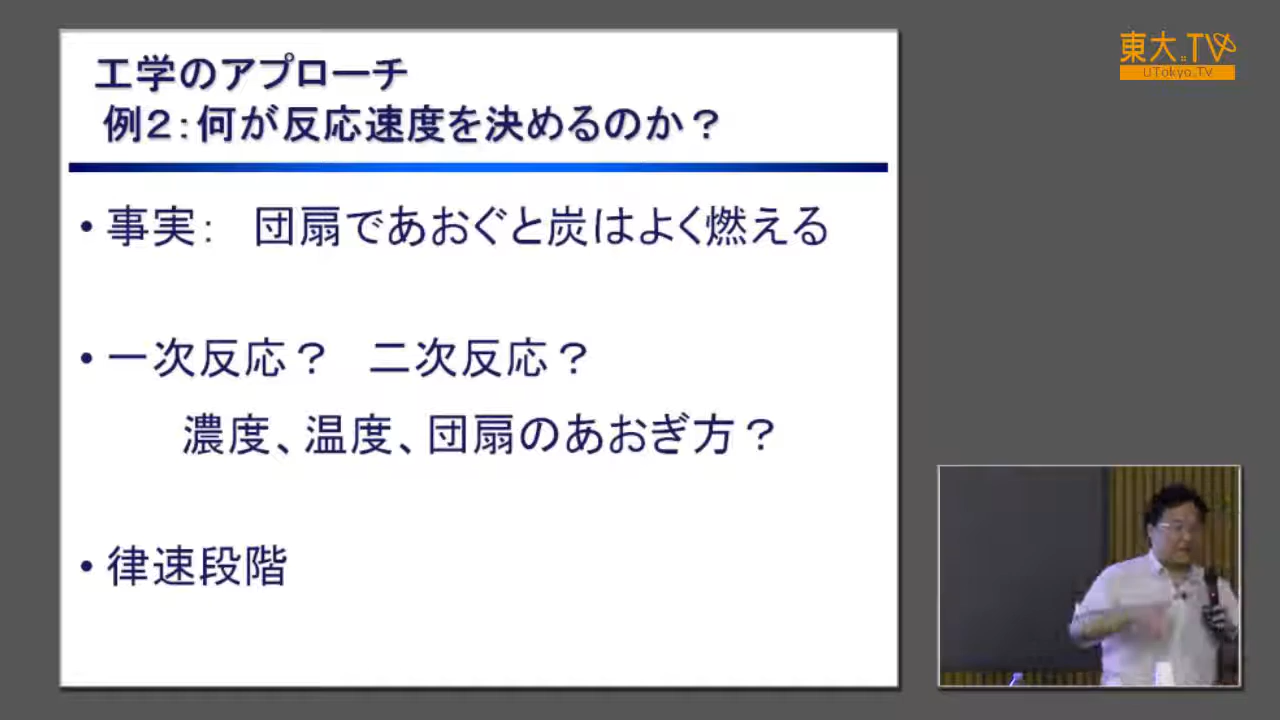 工学のアプローチ
例２：何が反応速度を決めるのか？
• 事実： 団扇であおぐと炭はよく燃える
• 一次反応？ 二次反応？
濃度、温度、団扇のあおぎ方？
• 律速段階
東大.TV
UTokyo.TV